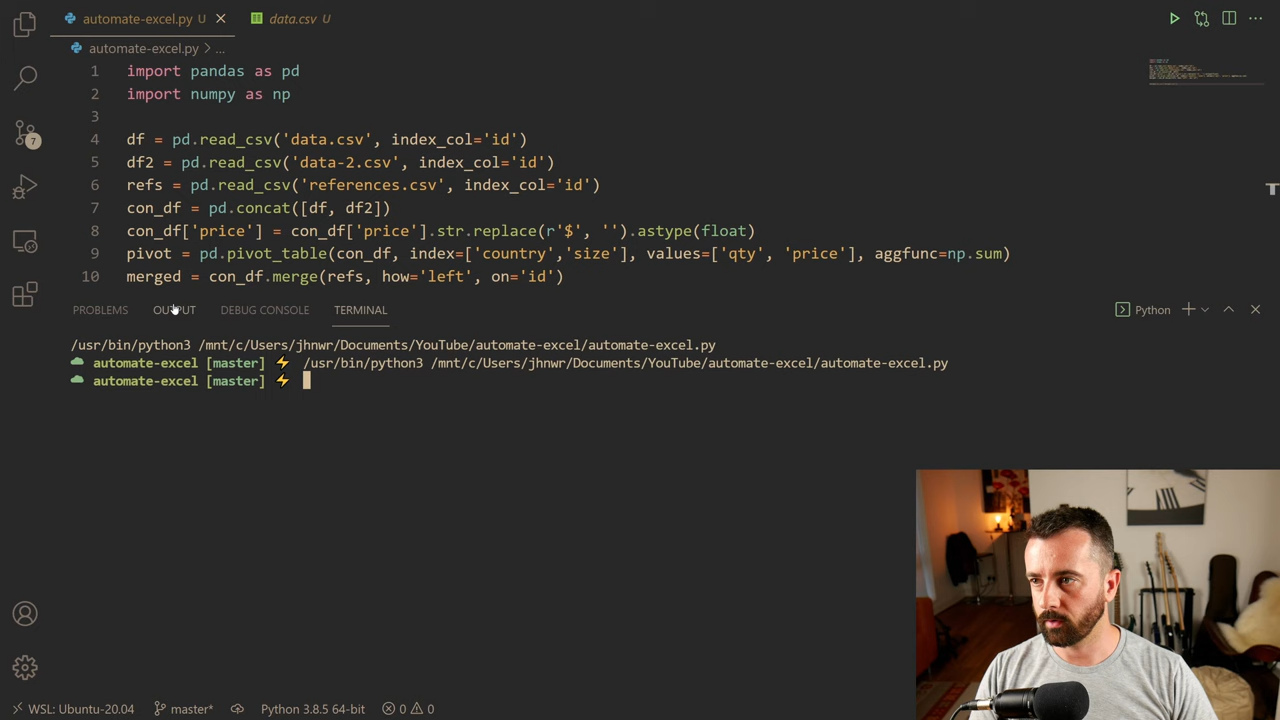 automate-excel.py U
data.csv U
automate-excel.py > ...
1 import pandas as pd
2 import numpy as np
3
4 df = pd.read_csv('data.csv', index_col='id')
5 df2 = pd.read_csv('data-2.csv', index_col='id')
6 refs = pd.read_csv('references.csv', index_col='id')
7 con_df = pd.concat([df, df2])
8 con_df['price'] = con_df['price'].str.replace(r'$', '').astype(float)
9 pivot = pd.pivot_table(con_df, index=['country','size'], values=['qty', 'price'], aggfunc=np.sum)
10 merged = con_df.merge(refs, how='left', on='id')
7
PROBLEMS OUTPUT DEBUG CONSOLE TERMINAL Python
/usr/bin/python3 /mnt/c/Users/jhnwr/Documents/YouTube/automate-excel/automate-excel.py
automate-excel [master] ⚡ /usr/bin/python3 /mnt/c/Users/jhnwr/Documents/YouTube/automate-excel/automate-excel.py
automate-excel [master] ⚡
WSL: Ubuntu-20.04 master* Python 3.8.5 64-bit 0 0